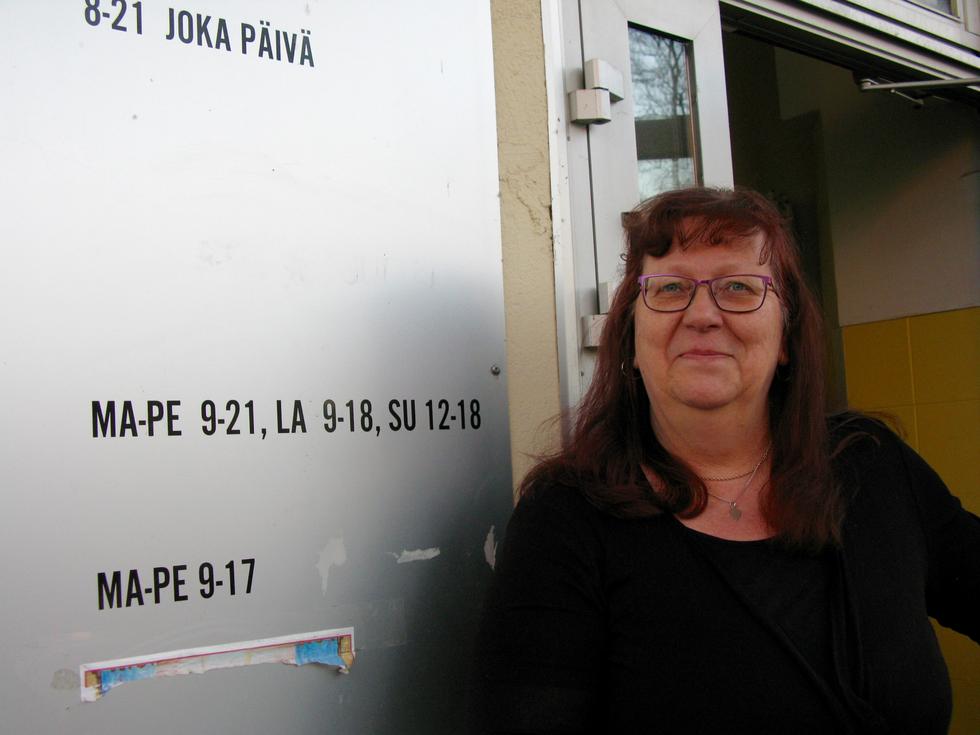 8-21 JOKA PÄIVÄ
MA-PE 9-21, LA 9-18, SU 12-18
MA-PE 9-17